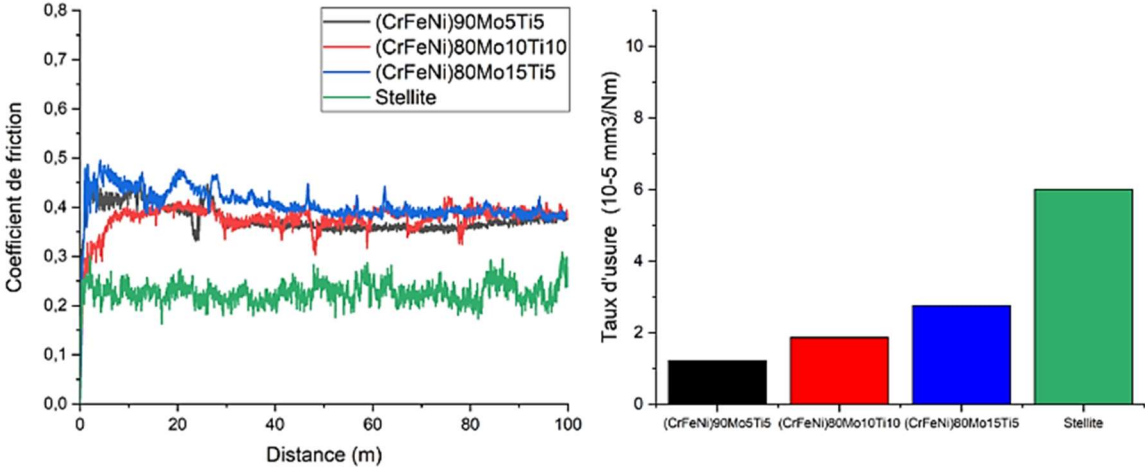 0,8
0,7
0,6
0,5
0,4
0,3
0,2
0,1
0,0
Coefficient de friction
(CrFeNi)90Mo5Ti5
(CrFeNi)80Mo10Ti10
(CrFeNi)80Mo15Ti5
Stellite
0 20 40 60 80 100
Distance (m)
Taux d'usure (10-5 mm3/Nm)
10
8
6
4
2
0
(CrFeNi)90Mo5Ti5 (CrFeNi)80Mo10Ti10 (CrFeNi)80Mo15Ti5 Stellite